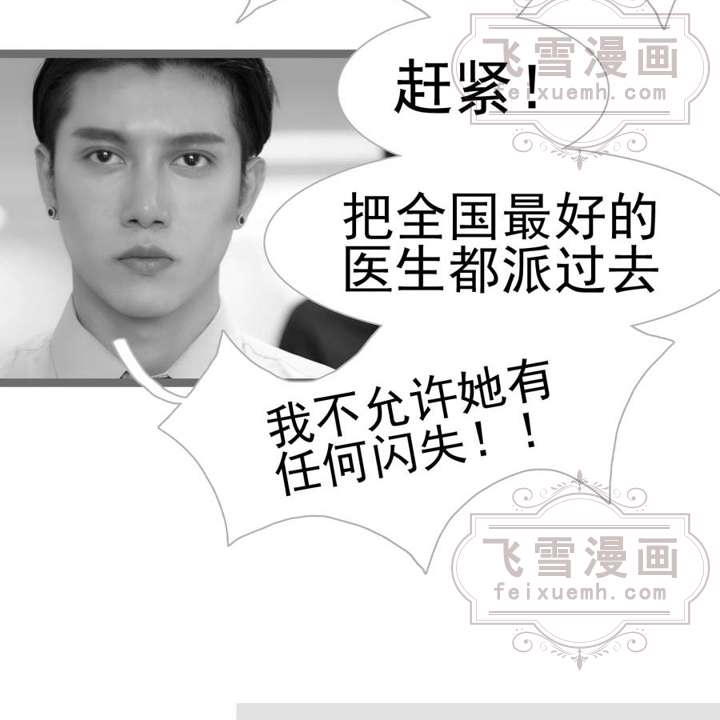 飞雪漫画
feixuemh.com
赶紧！
把全国最好的
医生都派过去
我不允许她有
任何闪失！！
飞雪漫画
feixuemh.com